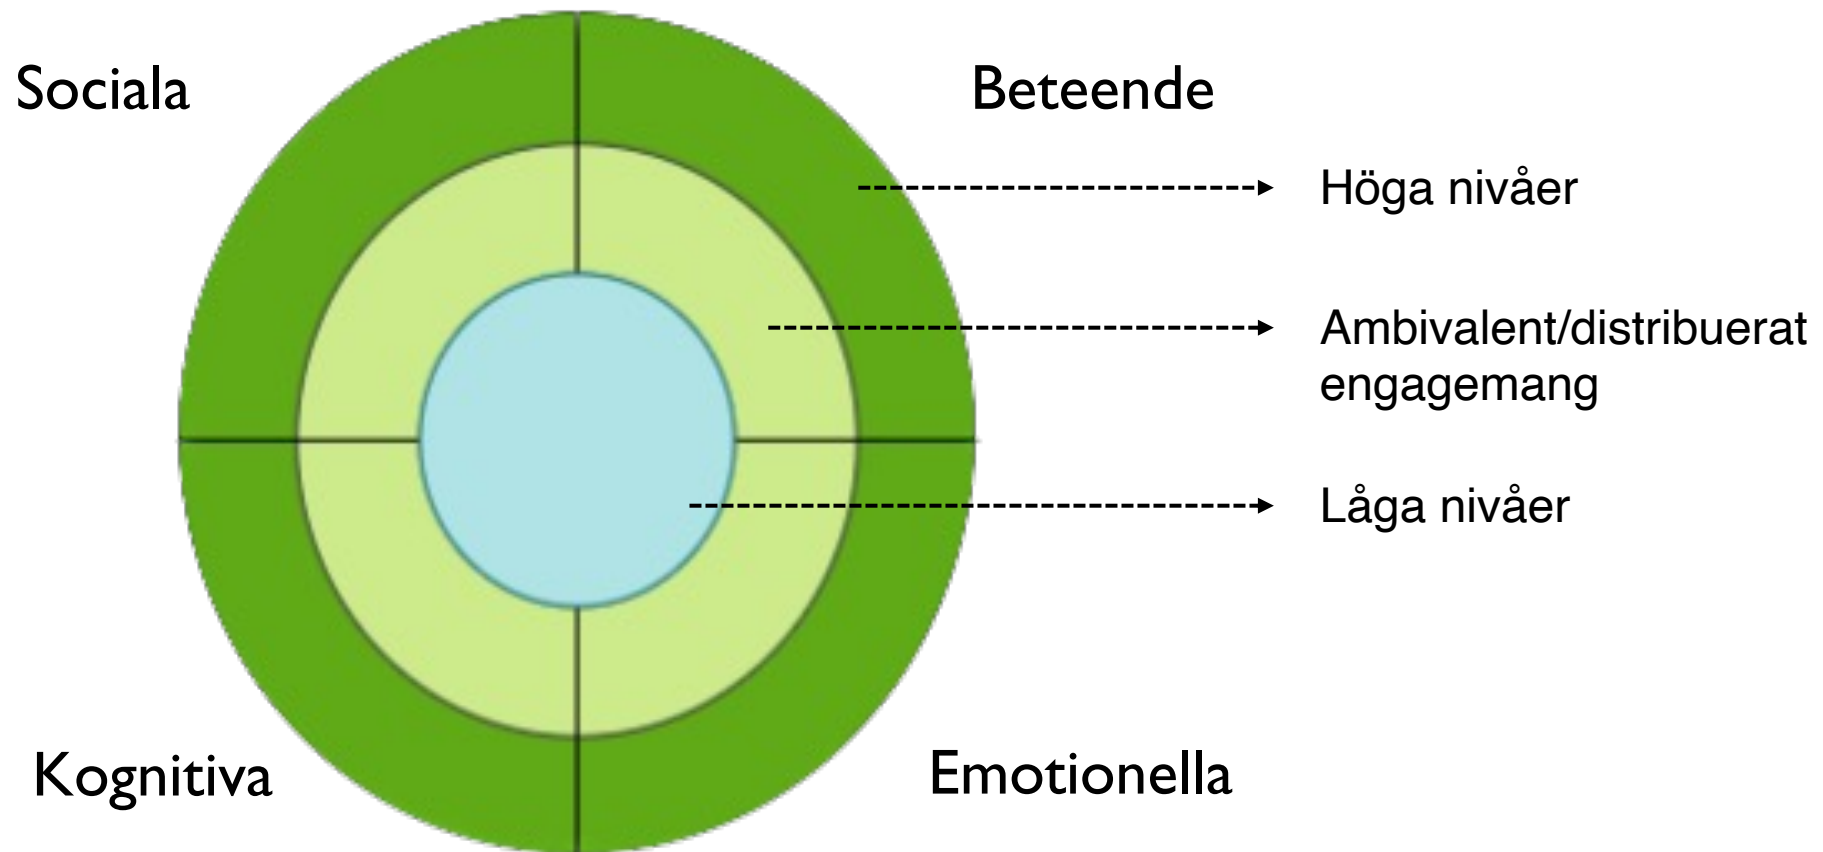 Sociala
Beteende
Höga nivåer
Ambivalent/distribuerat
engagemang
Låga nivåer
Kognitiva
Emotionella